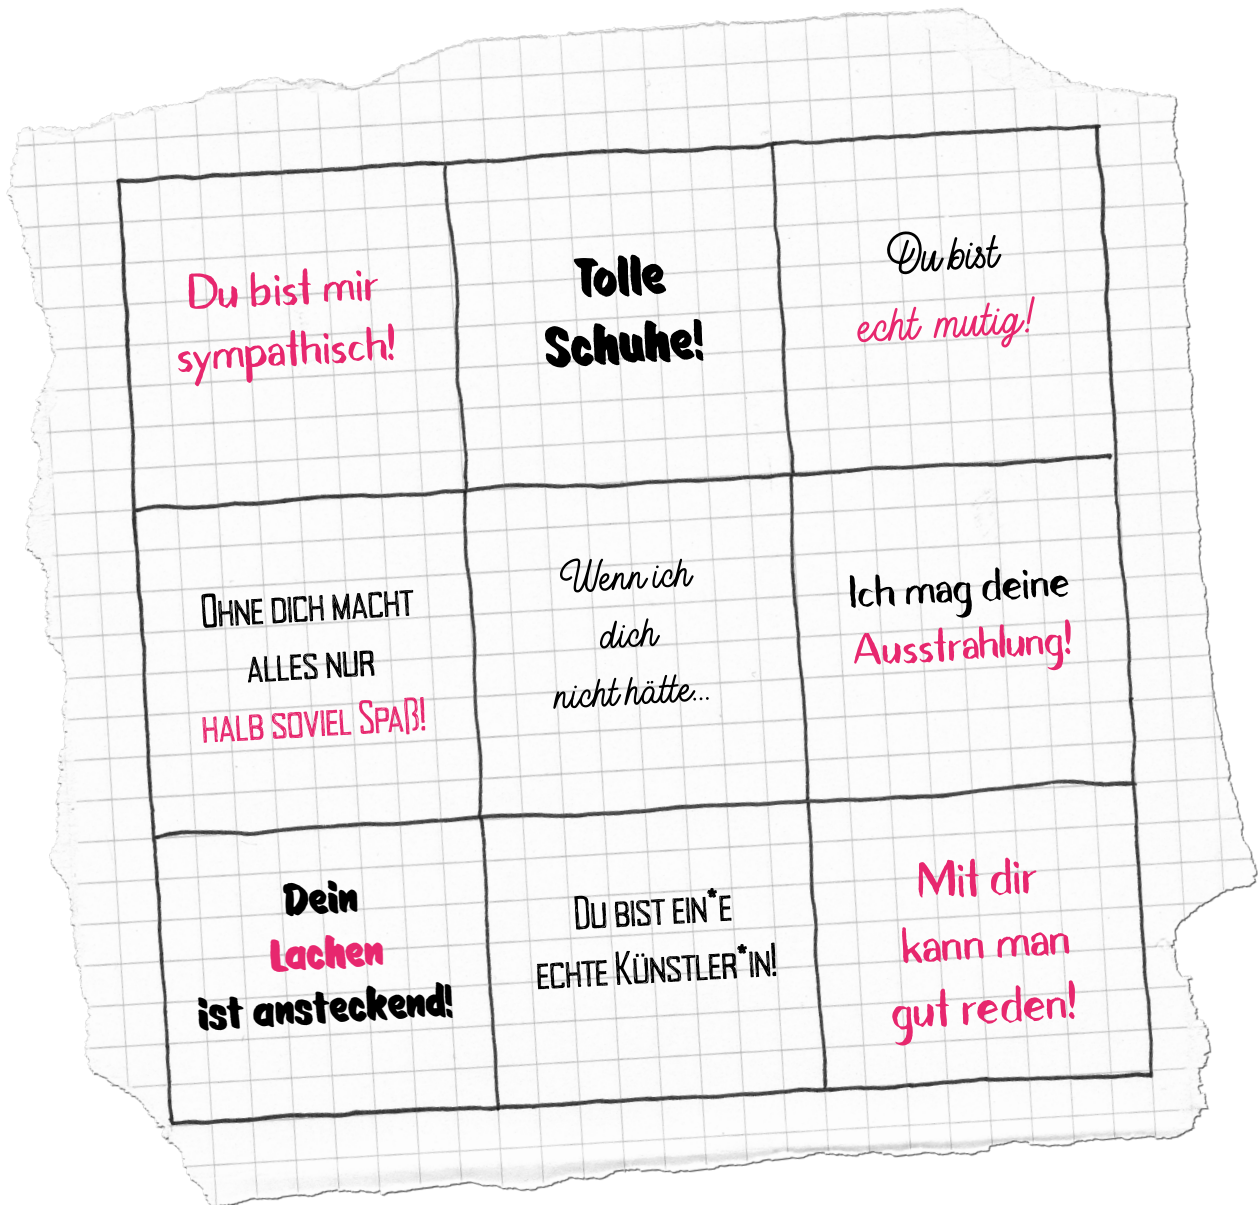 Du bist mir
sympathisch!
Tolle
Schuhe!
Du bist
echt mutig!
Ohne dich macht
alles nur
halb soviel Spaß!
Wenn ich
dich
nicht hätte...
Ich mag deine
Ausstrahlung!
Dein
Lachen
ist ansteckend!
Du bist ein*e
echte Künstler*in!
Mit dir
kann man
gut reden!